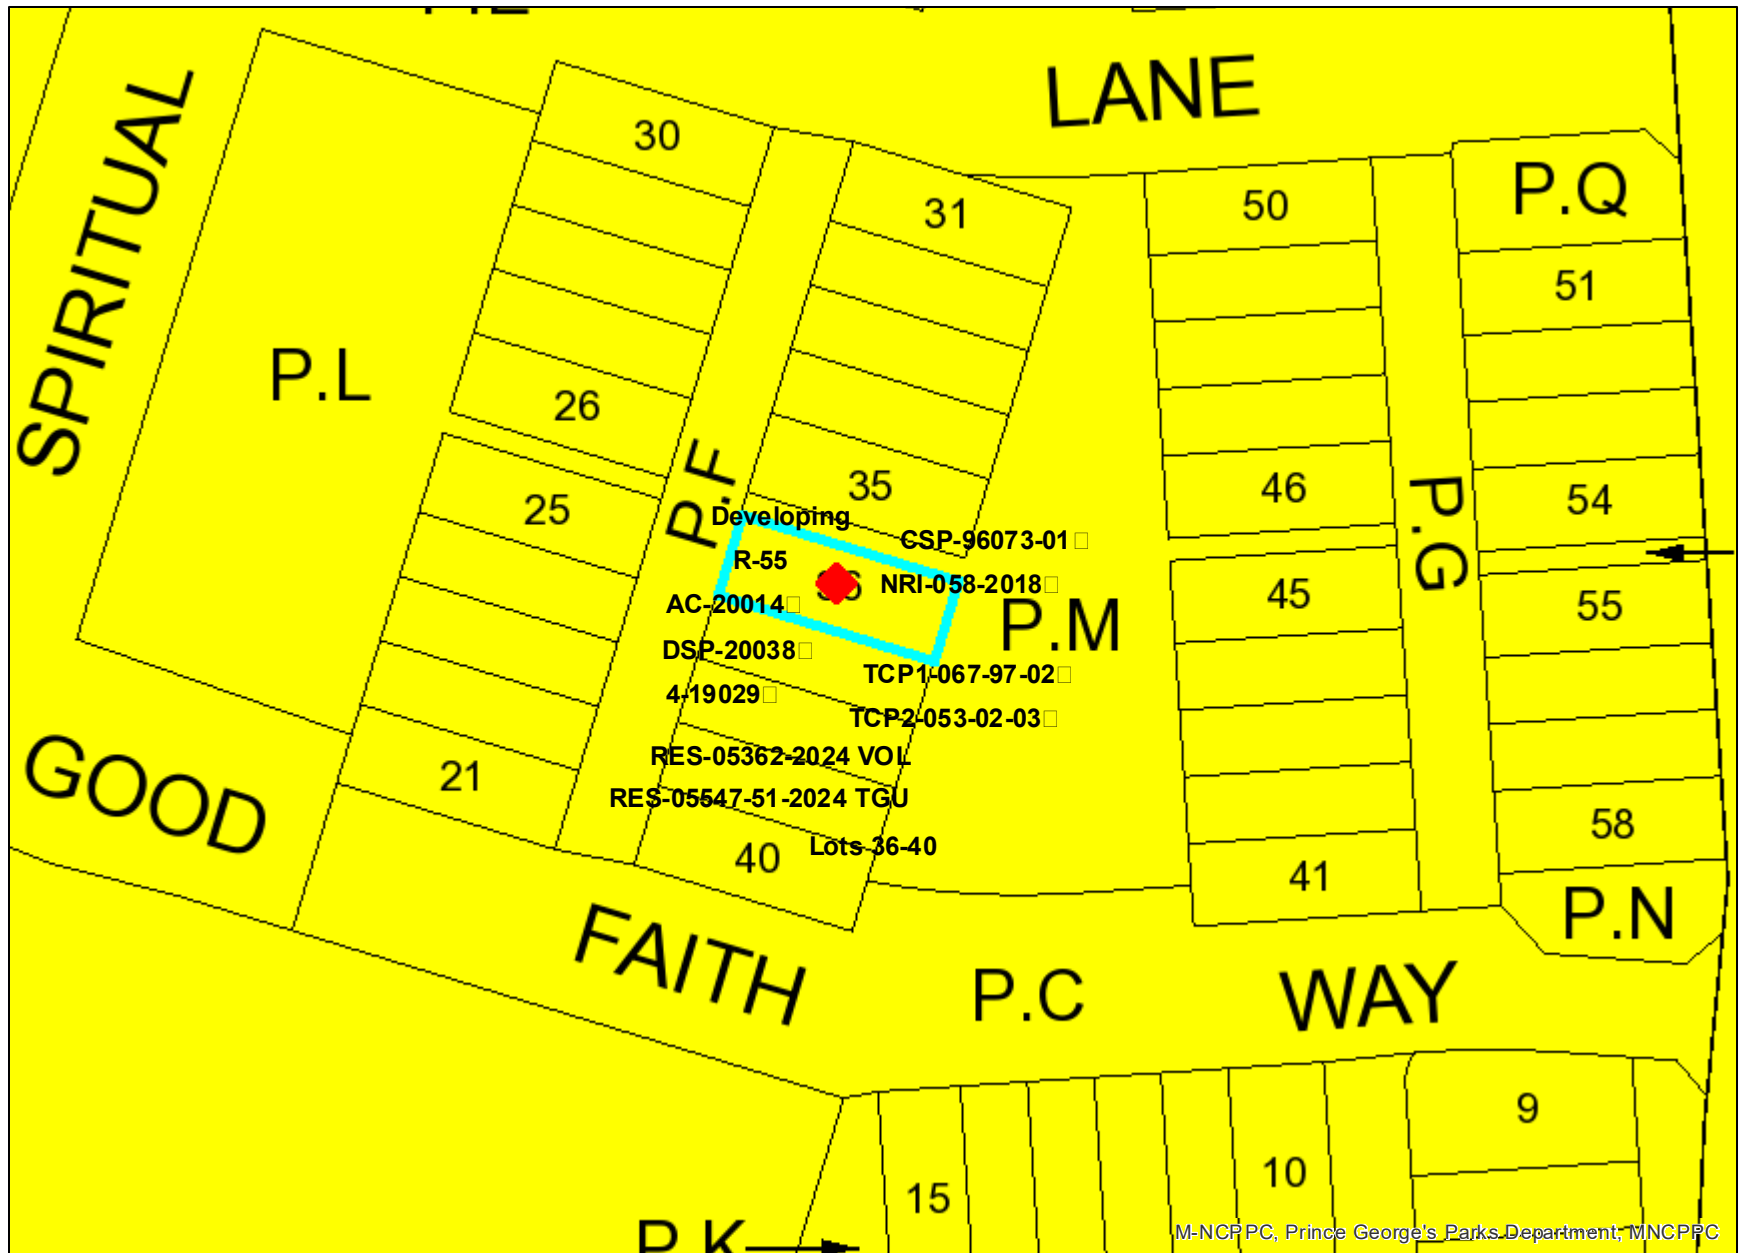 LANE
SPIRITUAL
30
31
50
P.Q
51
P.L
26
35
46
54
25
P.F
P.G
Developing
CSP-96073-01
R-55
NRI-058-2018
AC-20014
45
55
P.M
DSP-20038
TCP1-067-97-02
4-19029
TCP2-053-02-03
RES-05362-2024 VOL
RES-05547-51-2024 TGU
Lots 36-40
GOOD
21
40
41
58
P.N
FAITH
P.C
WAY
9
10
15
P.K
M-NCPPC, Prince George's Parks Department, MNCPPC